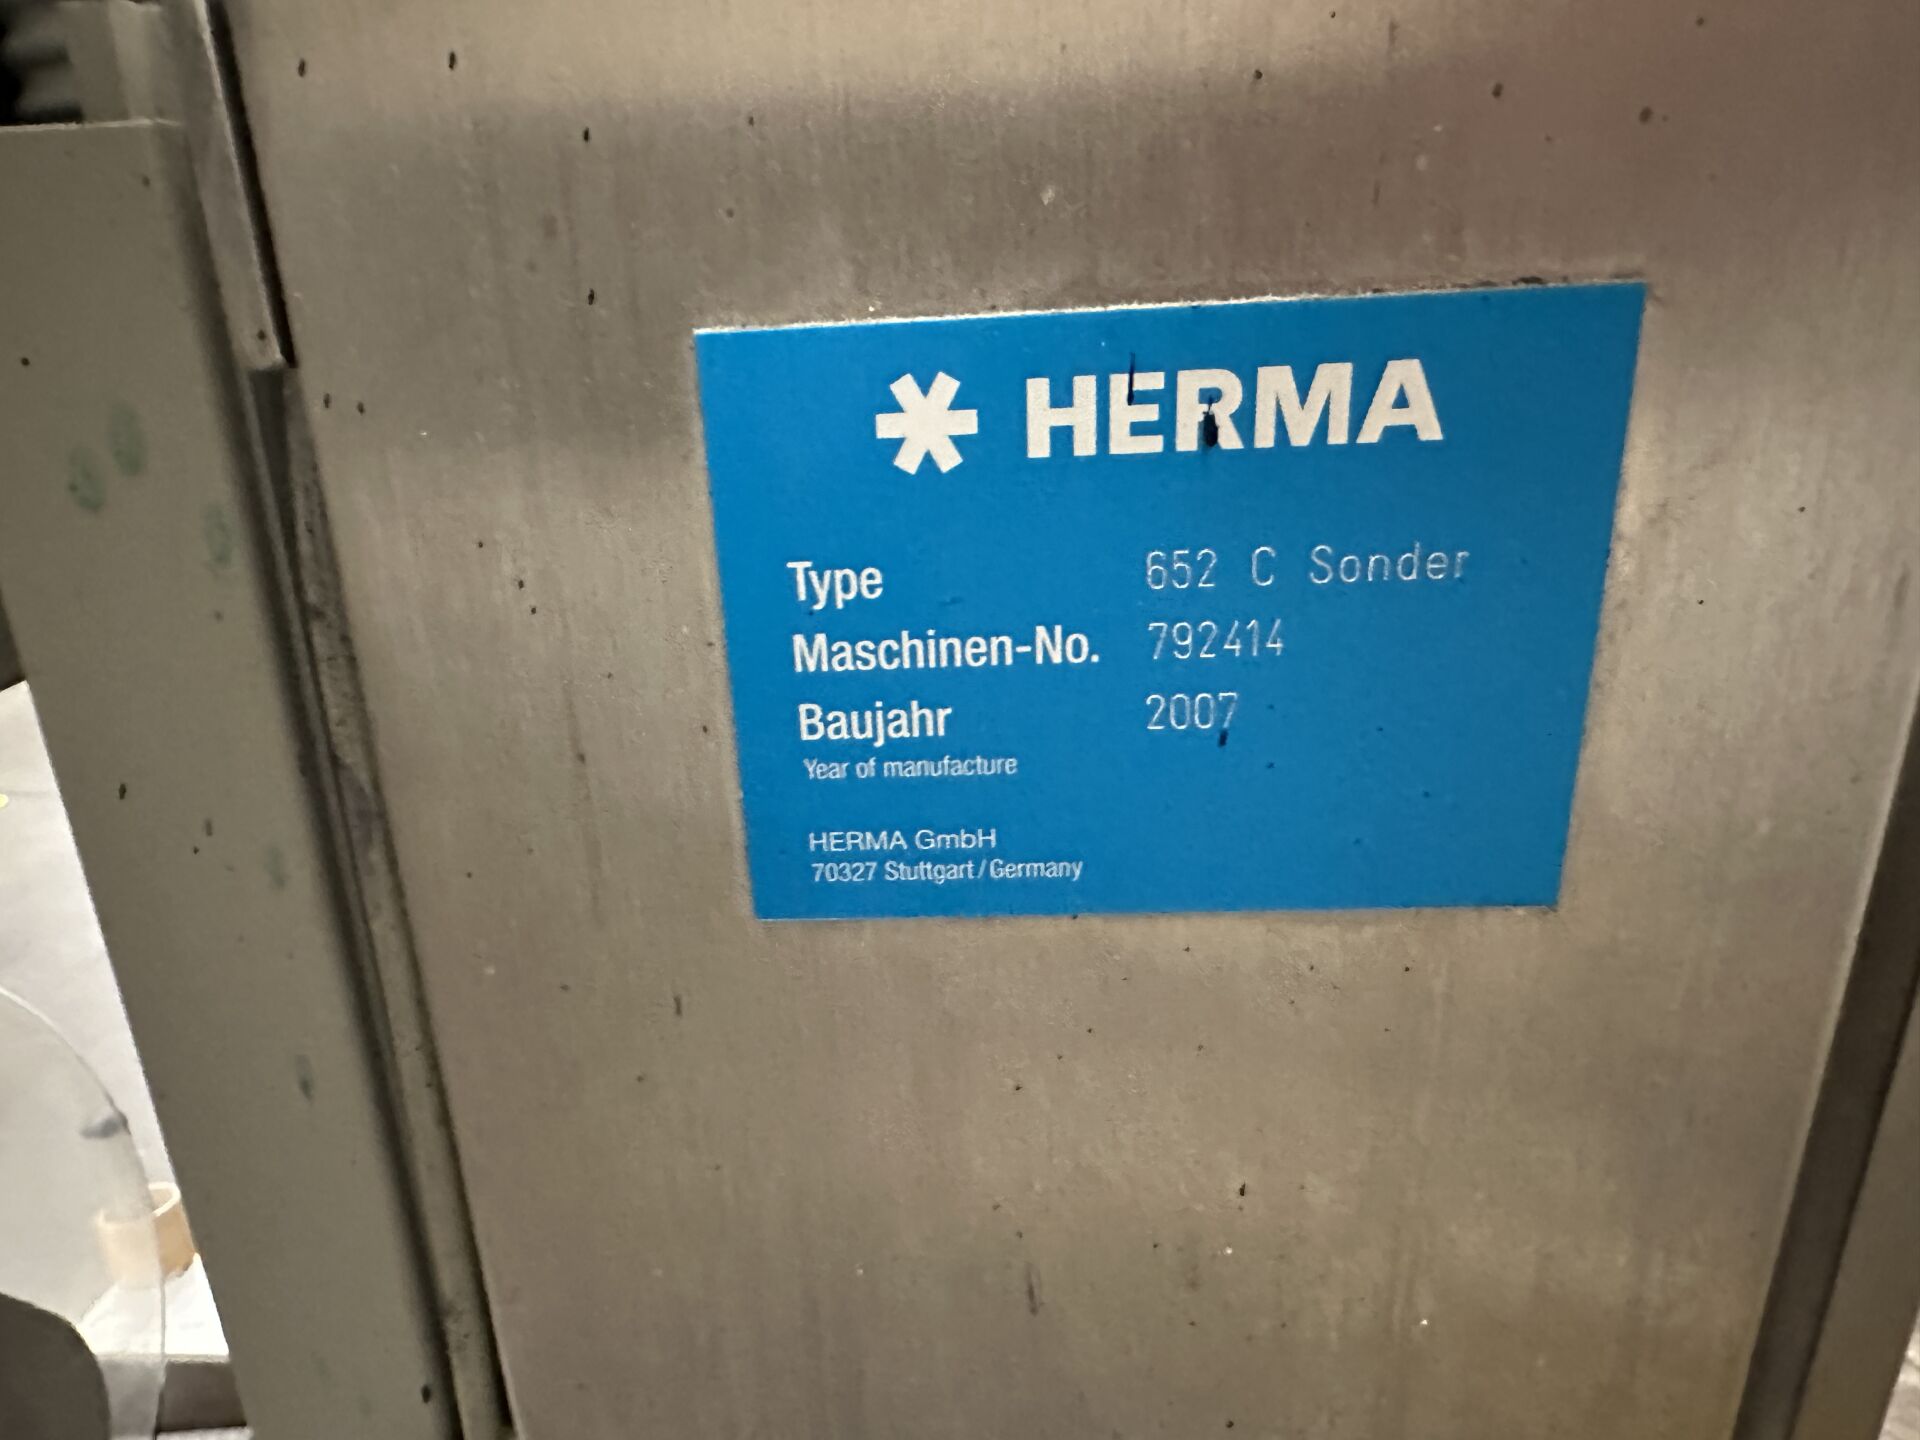 HERMA
Type 652 C Sonder
Maschinen-No. 792414
Baujahr 2007
Year of manufacture
HERMA GmbH
70327 Stuttgart/Germany